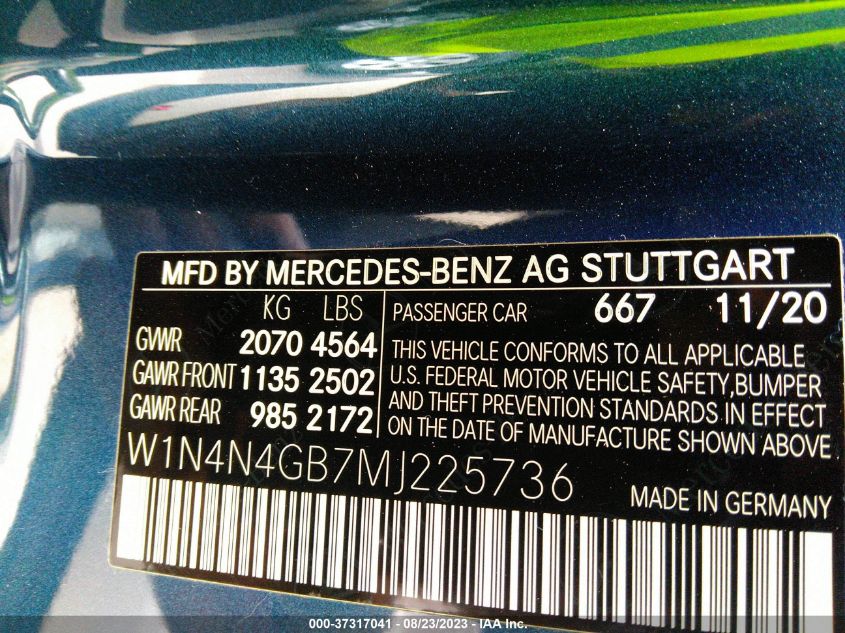 MFD BY MERCEDES-BENZ AG STUTTGART
KG LBS
GVWR 2070 4564
GAWR FRONT 1135 2502
GAWR REAR 985 2172
PASSENGER CAR 667 11/20
THIS VEHICLE CONFORMS TO ALL APPLICABLE
U.S. FEDERAL MOTOR VEHICLE SAFETY,BUMPER
AND THEFT PREVENTION STANDARDS IN EFFECT
ON THE DATE OF MANUFACTURE SHOWN ABOVE
W1N4N4GB7MJ225736
MADE IN GERMANY
000-37317041 - 08/23/2023 - IAA Inc.